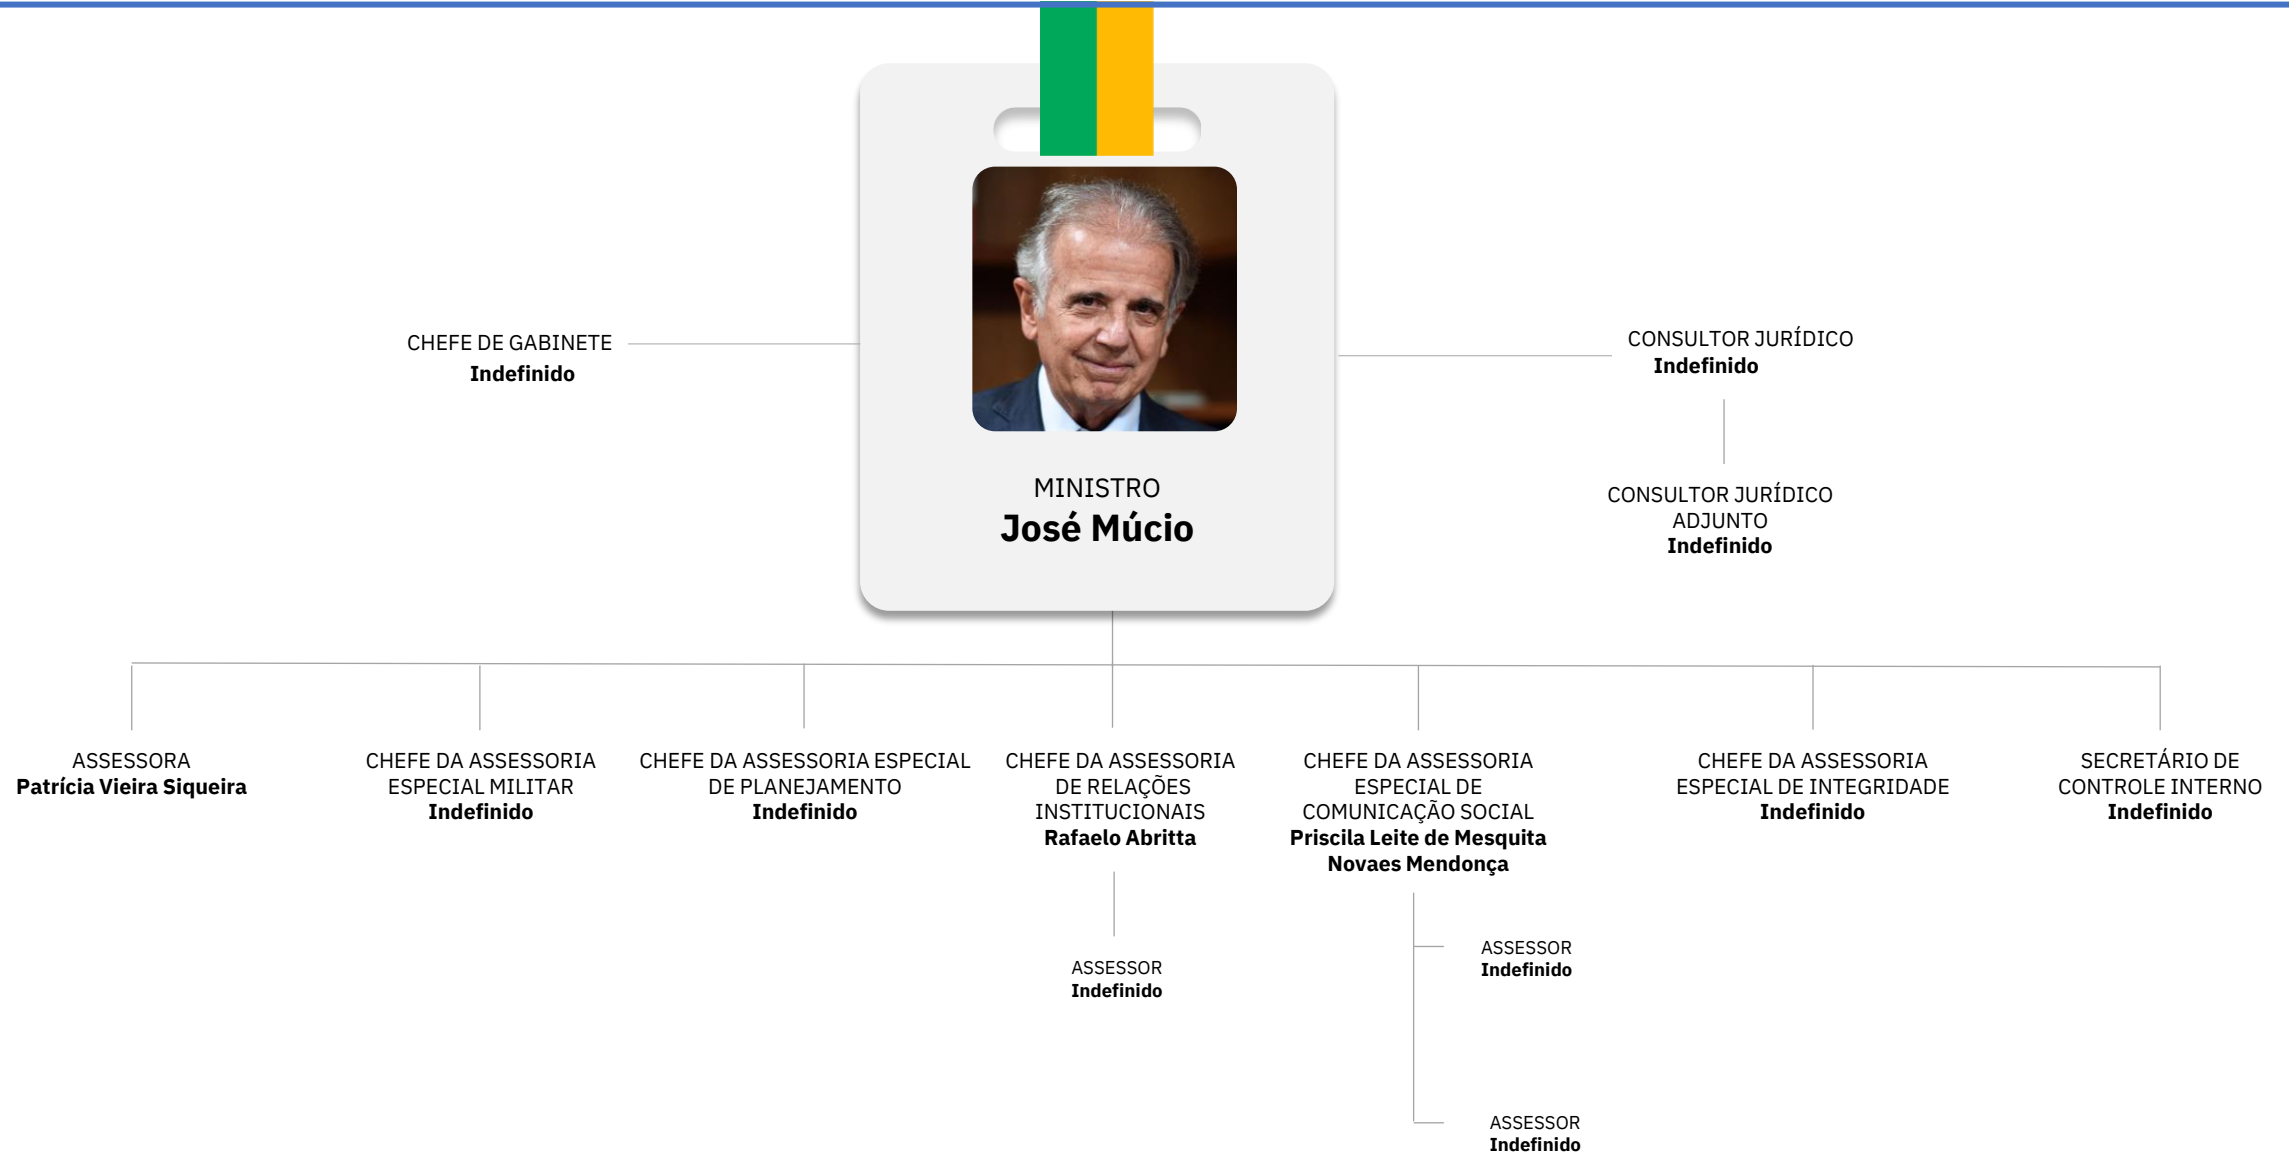 CHEFE DE GABINETE
Indefinido
MINISTRO
José Múcio
CONSULTOR JURÍDICO
Indefinido
CONSULTOR JURÍDICO
ADJUNTO
Indefinido
ASSESSORA
Patrícia Vieira Siqueira
CHEFE DA ASSESSORIA
ESPECIAL MILITAR
Indefinido
CHEFE DA ASSESSORIA ESPECIAL
DE PLANEJAMENTO
Indefinido
CHEFE DA ASSESSORIA
DE RELAÇÕES
INSTITUCIONAIS
Rafaelo Abritta
ASSESSOR
Indefinido
CHEFE DA ASSESSORIA
ESPECIAL DE
COMUNICAÇÃO SOCIAL
Priscila Leite de Mesquita
Novaes Mendonça
ASSESSOR
Indefinido
ASSESSOR
Indefinido
CHEFE DA ASSESSORIA
ESPECIAL DE INTEGRIDADE
Indefinido
SECRETÁRIO DE
CONTROLE INTERNO
Indefinido